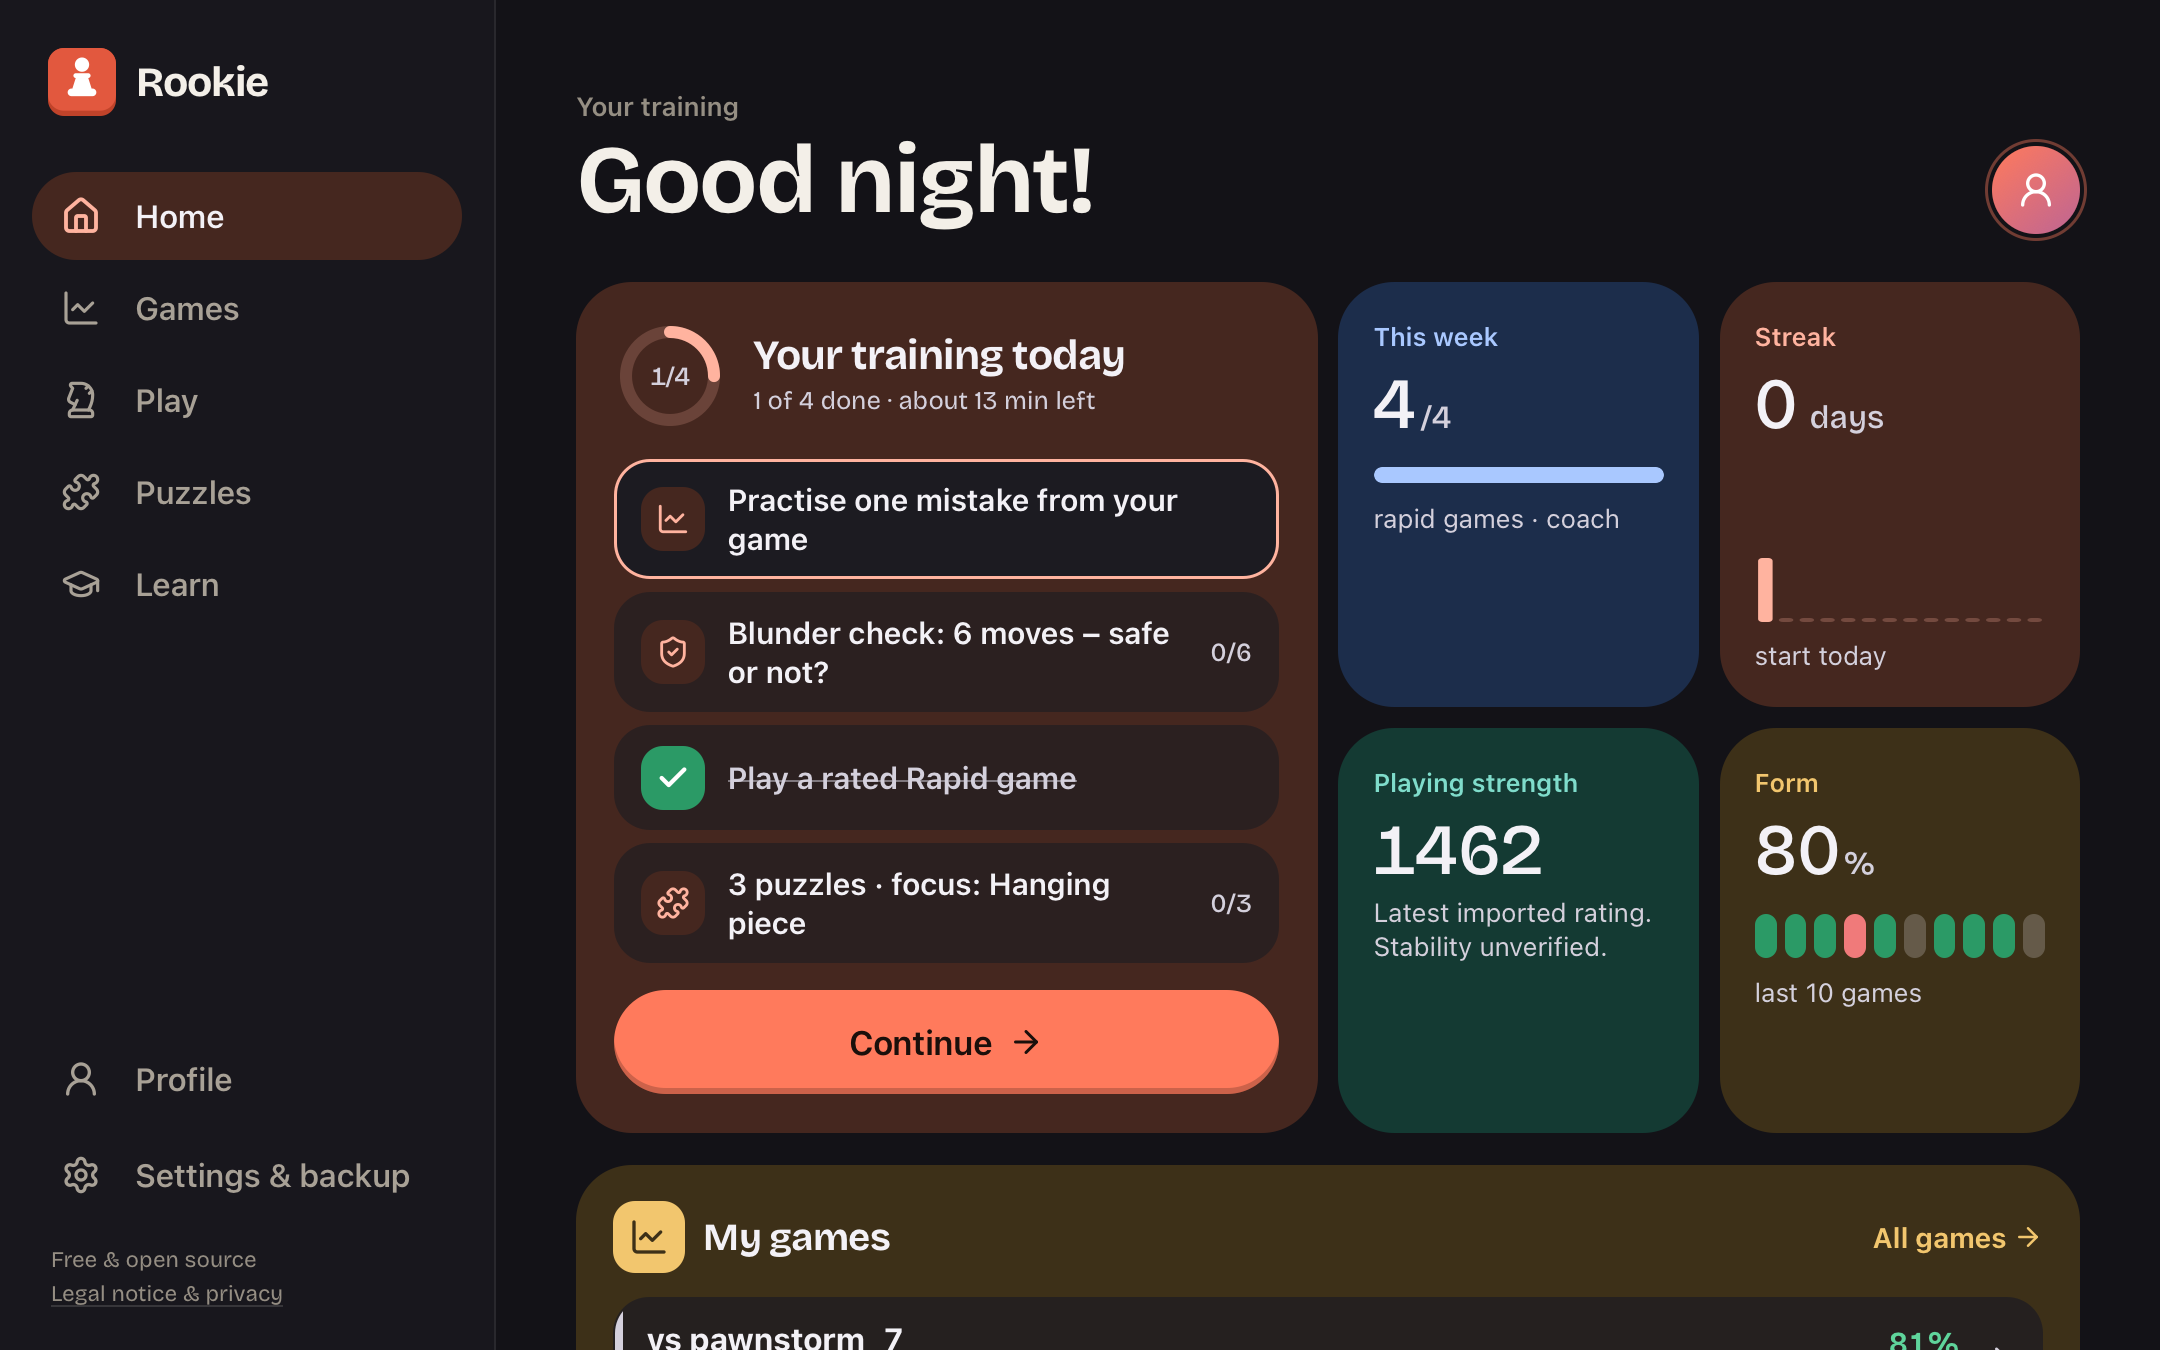 Rookie
Home
Games
Play
Puzzles
Learn
Profile
Settings & backup
Free & open source
Legal notice & privacy
Your training
Good night!
1/4
Your training today
1 of 4 done · about 13 min left
Practise one mistake from your
game
Blunder check: 6 moves – safe
or not?
0/6
Play a rated Rapid game
3 puzzles · focus: Hanging
piece
0/3
Continue →
This week
4/4
rapid games · coach
Streak
0 days
start today
Playing strength
1462
Latest imported rating.
Stability unverified.
Form
80%
last 10 games
My games
All games →
vs pawnstorm_7
81%